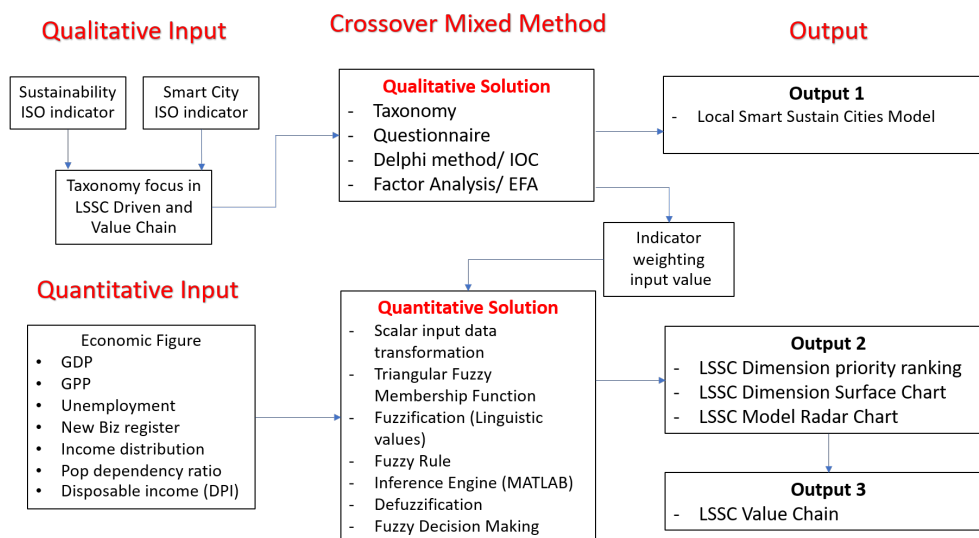 Qualitative Input
Crossover Mixed Method
Output
Sustainability
ISO indicator
Smart City
ISO indicator
Taxonomy focus in
LSSC Driven and
Value Chain
Qualitative Solution
- Taxonomy
- Questionnaire
- Delphi method/ IOC
- Factor Analysis/ EFA
Output 1
- Local Smart Sustain Cities Model
Indicator
weighting
input value
Quantitative Input
Economic Figure
• GDP
• GPP
• Unemployment
• New Biz register
• Income distribution
• Pop dependency ratio
• Disposable income (DPI)
Quantitative Solution
- Scalar input data
transformation
- Triangular Fuzzy
Membership Function
- Fuzzification (Linguistic
values)
- Fuzzy Rule
- Inference Engine (MATLAB)
- Defuzzification
- Fuzzy Decision Making
Output 2
- LSSC Dimension priority ranking
- LSSC Dimension Surface Chart
- LSSC Model Radar Chart
Output 3
- LSSC Value Chain